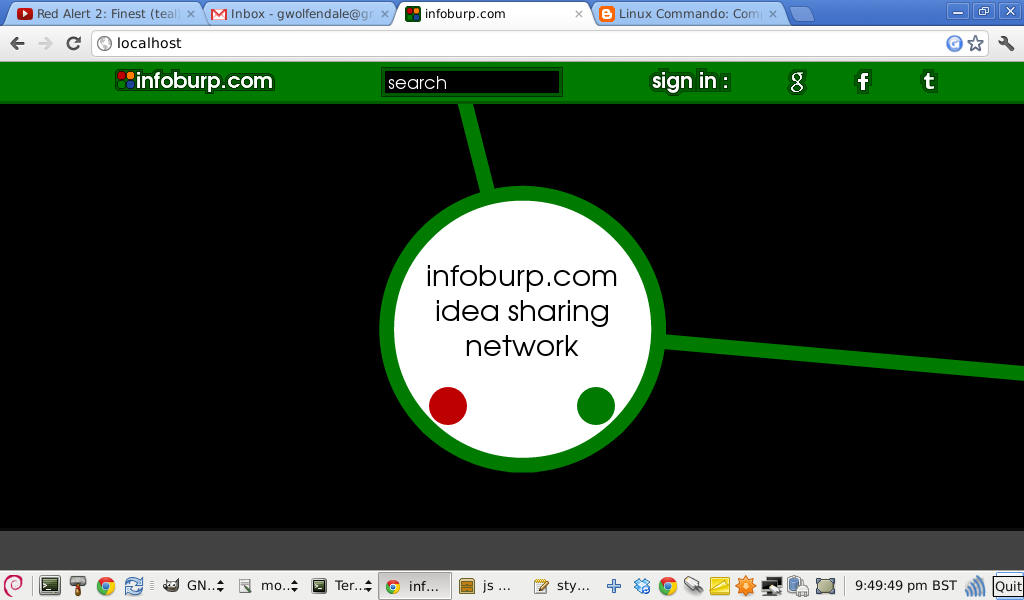 Red Alert 2: Finest (teal
Inbox - gwolfendale@gr
infoburp.com
Linux Commando: Com
localhost
infoburp.com
search
sign in :
g
f
t
infoburp.com
idea sharing
network
GN...
mo...
Ter...
inf...
js ...
sty...
9:49:49 pm BST
Quit